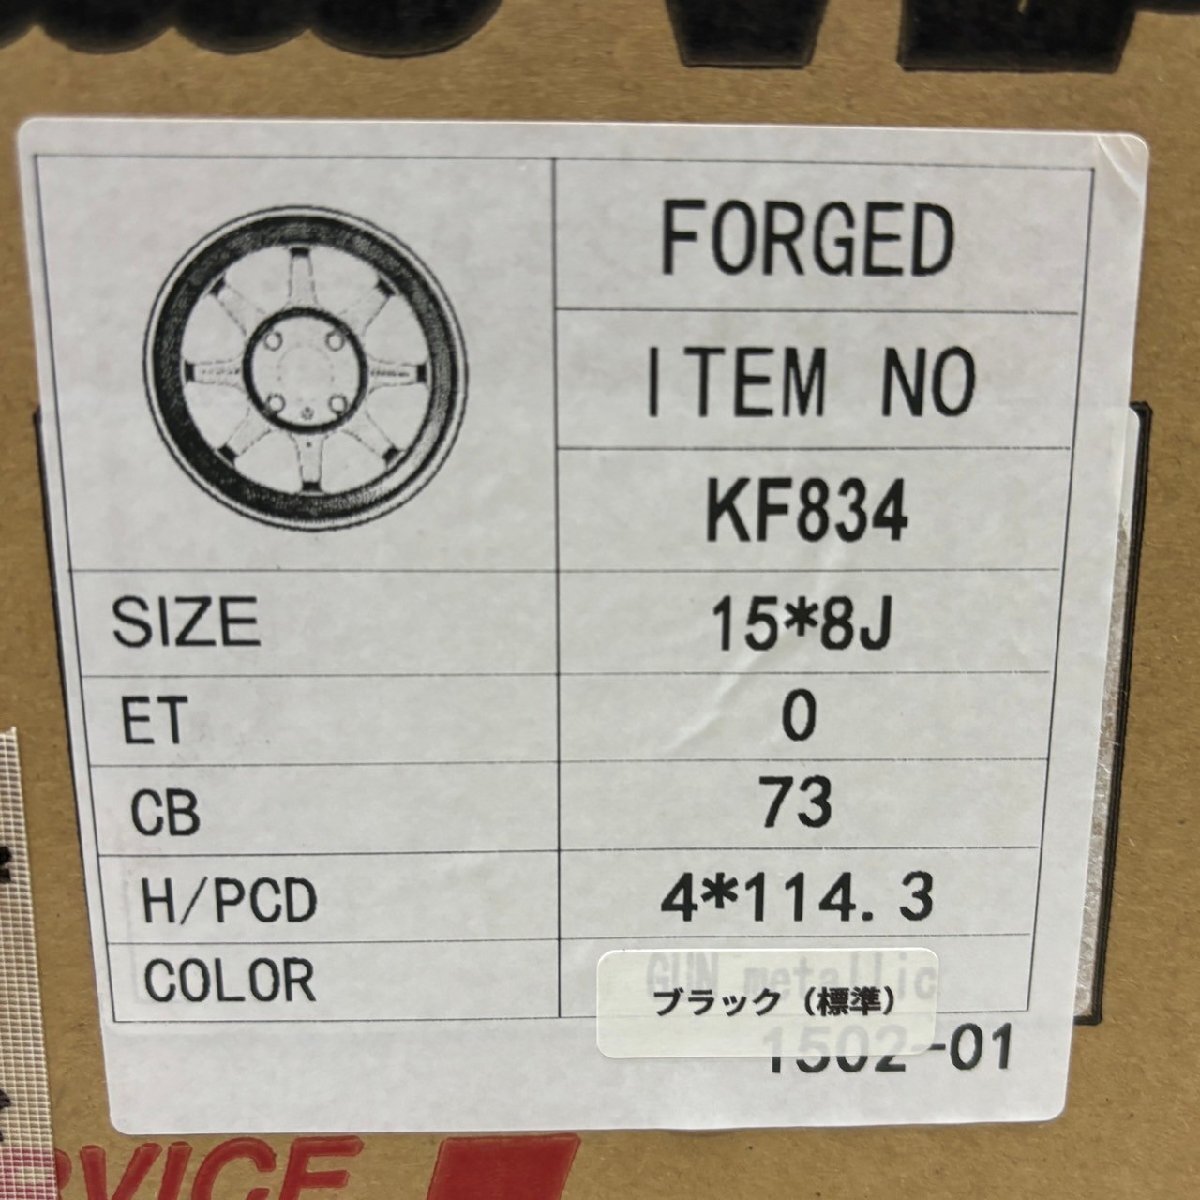 FORGED
ITEM NO
KF834
SIZE 15*8J
ET 0
CB 73
H/PCD 4*114.3
COLOR GUN metallic
ブラック（標準）
1502-01
RVICE